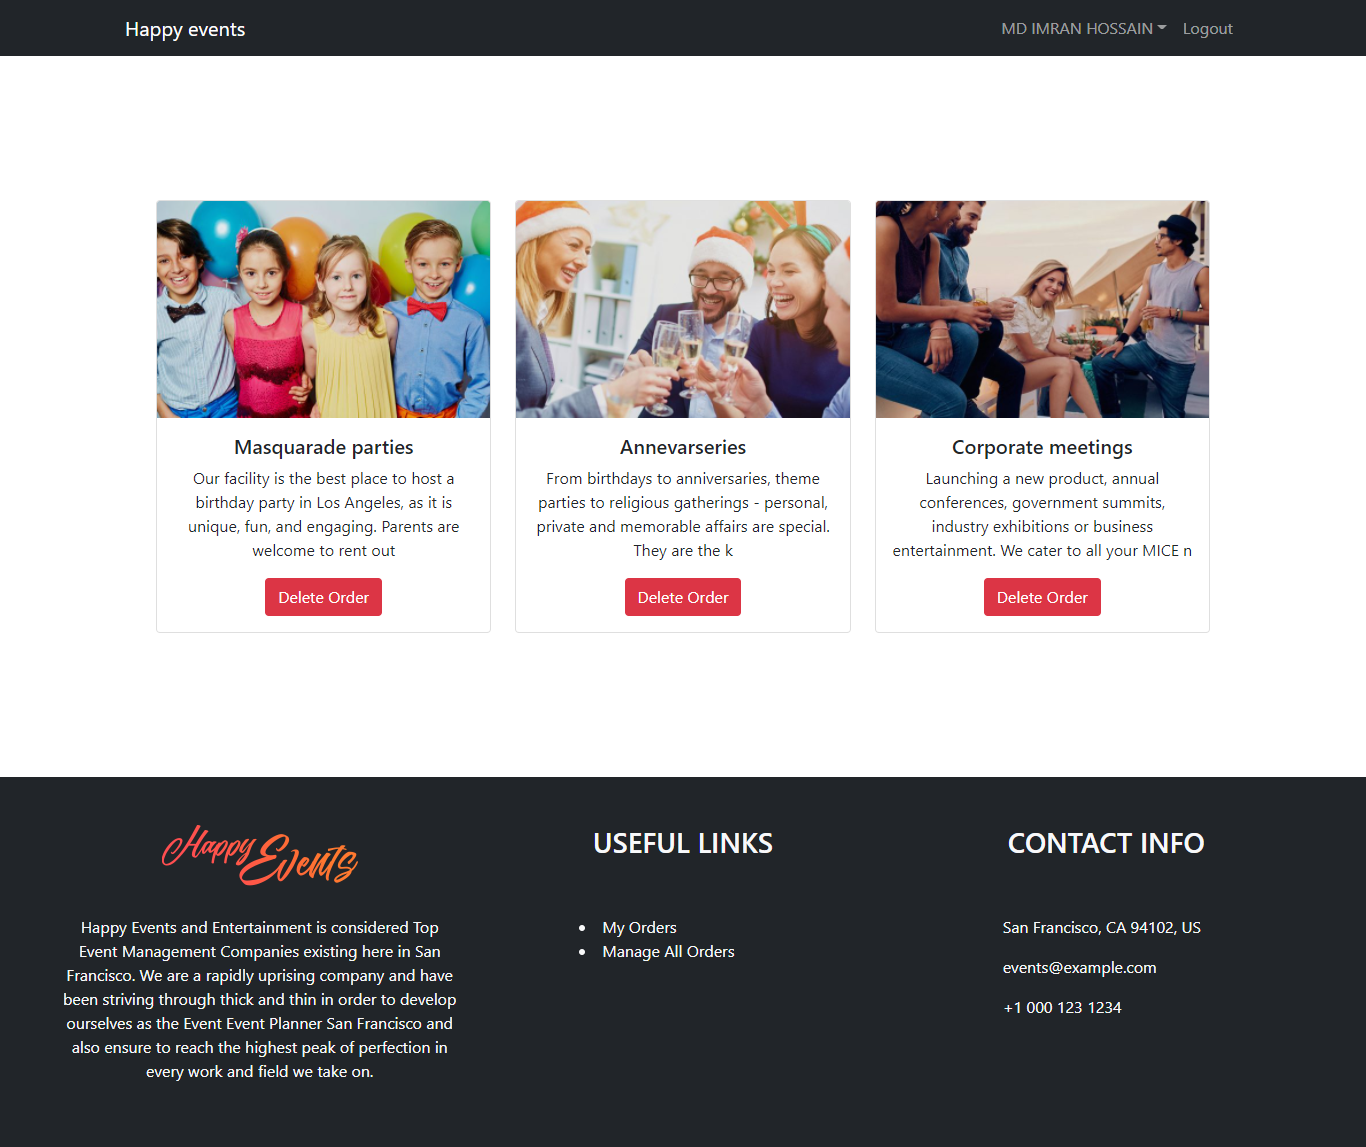 Happy events
MD IMRAN HOSSAIN
Logout
Masquarade parties
Our facility is the best place to host a
birthday party in Los Angeles, as it is
unique, fun, and engaging. Parents are
welcome to rent out
Delete Order
Annevarseries
From birthdays to anniversaries, theme
parties to religious gatherings - personal,
private and memorable affairs are special.
They are the k
Delete Order
Corporate meetings
Launching a new product, annual
conferences, government summits,
industry exhibitions or business
entertainment. We cater to all your MICE n
Delete Order
Happy Events
Happy Events and Entertainment is considered Top
Event Management Companies existing here in San
Francisco. We are a rapidly uprising company and have
been striving through thick and thin in order to develop
ourselves as the Event Event Planner San Francisco and
also ensure to reach the highest peak of perfection in
every work and field we take on.
USEFUL LINKS
My Orders
Manage All Orders
CONTACT INFO
San Francisco, CA 94102, US
events@example.com
+1 000 123 1234